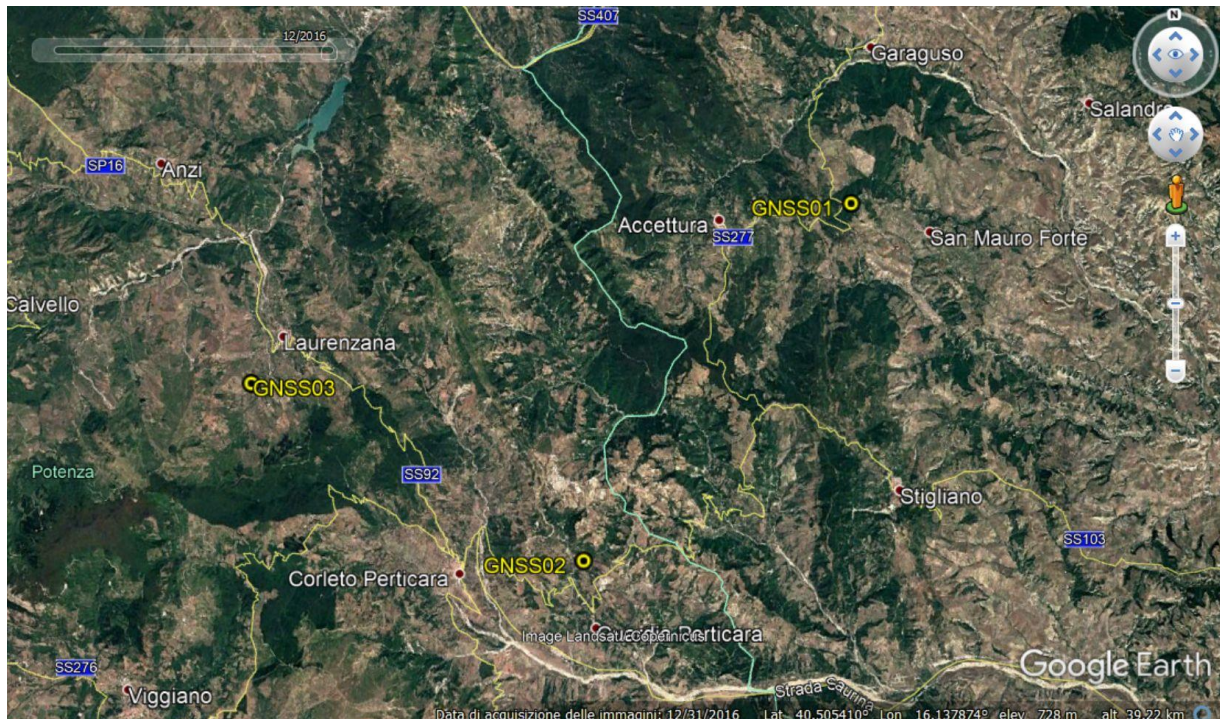 SS407
12/2016
N
Garaguso
Salandra
SP16
Anzi
GNSS01
Accettura
SS277
San Mauro Forte
Calvello
Laurenzana
GNSS03
Potenza
SS92
Stigliano
SS103
GNSS02
Corleto Perticara
Guardia Perticara
Image Landsat / Copernicus
SS276
Viggiano
Google Earth
Strada Saurina
Data di acquisizione delle immagini: 12/31/2016 Lat 40.505410° Lon 16.137874° elev 728 m alt 39.22 km